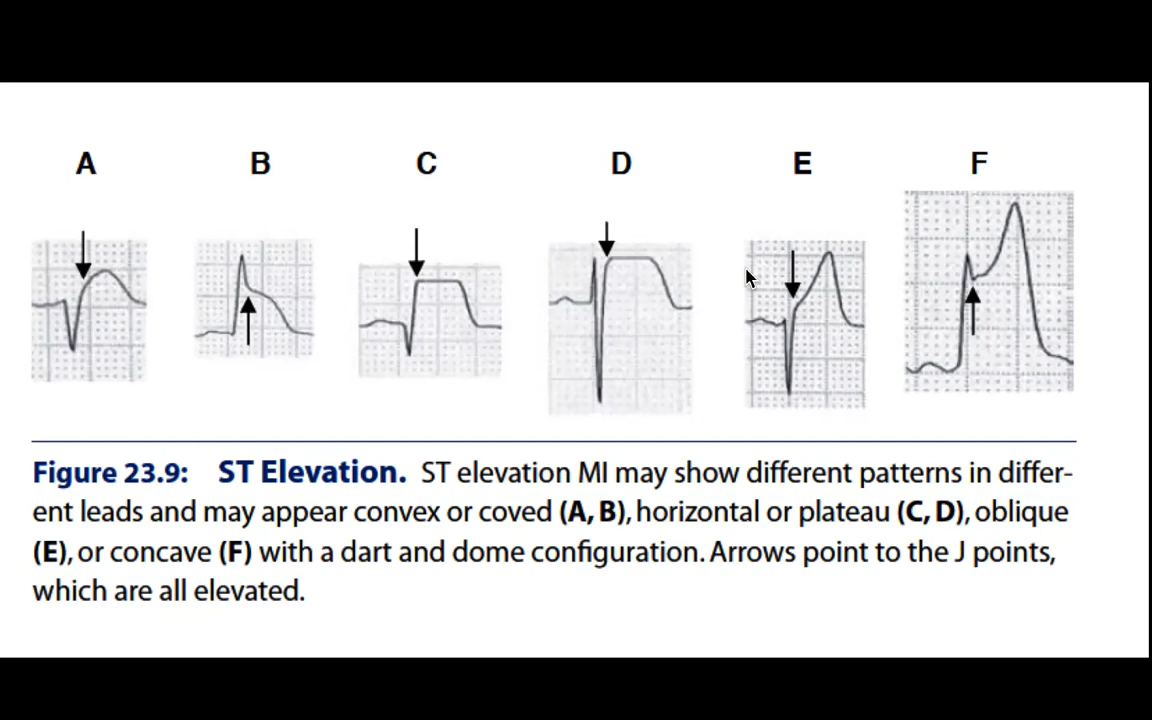 A B C D E F
Figure 23.9: ST Elevation. ST elevation MI may show different patterns in differ-
ent leads and may appear convex or coved (A, B), horizontal or plateau (C, D), oblique
(E), or concave (F) with a dart and dome configuration. Arrows point to the J points,
which are all elevated.